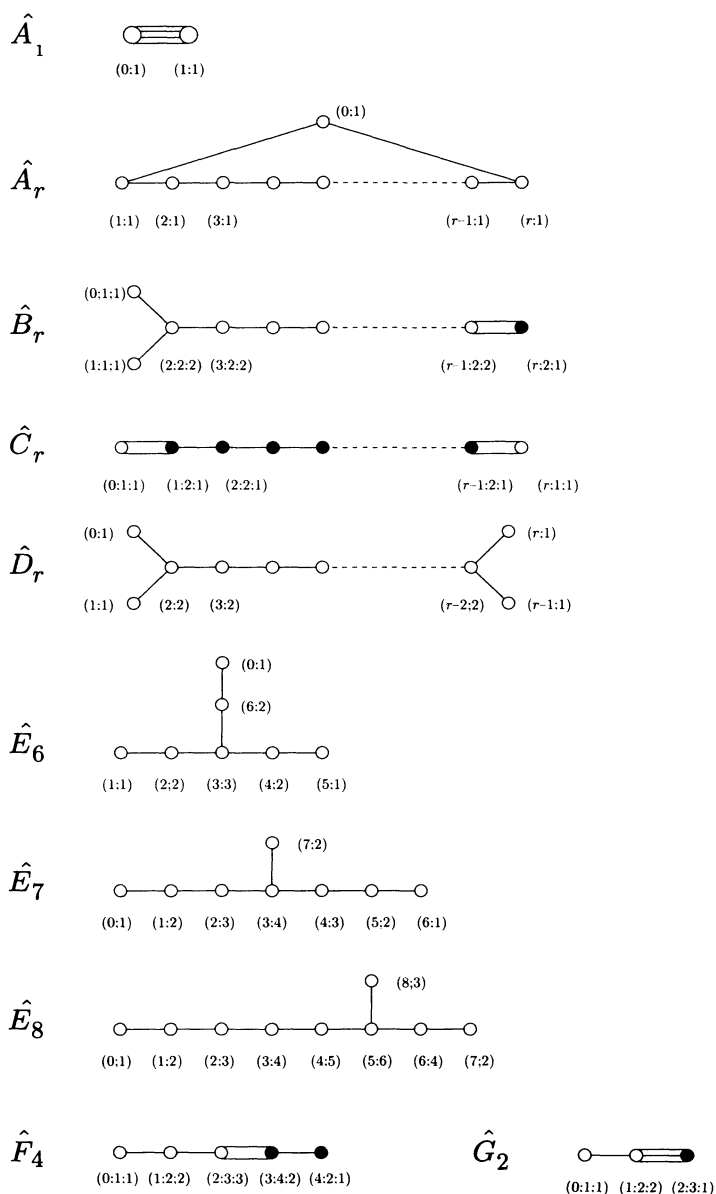 Â₁
(0:1) (1:1)
(0:1)
Âᵣ
(1:1) (2:1) (3:1) (r-1;1) (r;1)
(0;1;1)
B̂ᵣ
(1:1;1) (2:2:2) (3:2:2) (r-1:2:2) (r;2;1)
Ĉᵣ
(0:1:1) (1:2:1) (2:2:1) (r-1:2:1) (r;1:1)
(0:1) (r:1)
D̂ᵣ
(1:1) (2:2) (3:2) (r-2;2) (r-1:1)
(0:1)
(6:2)
Ê₆
(1:1) (2;2) (3:3) (4:2) (5:1)
(7;2)
Ê₇
(0:1) (1:2) (2:3) (3:4) (4:3) (5;2) (6:1)
(8;3)
Ê₈
(0;1) (1:2) (2:3) (3:4) (4:5) (5:6) (6:4) (7;2)
F̂₄ Ĝ₂
(0:1:1) (1:2:2) (2:3:3) (3:4:2) (4:2:1) (0:1:1) (1:2:2) (2:3:1)